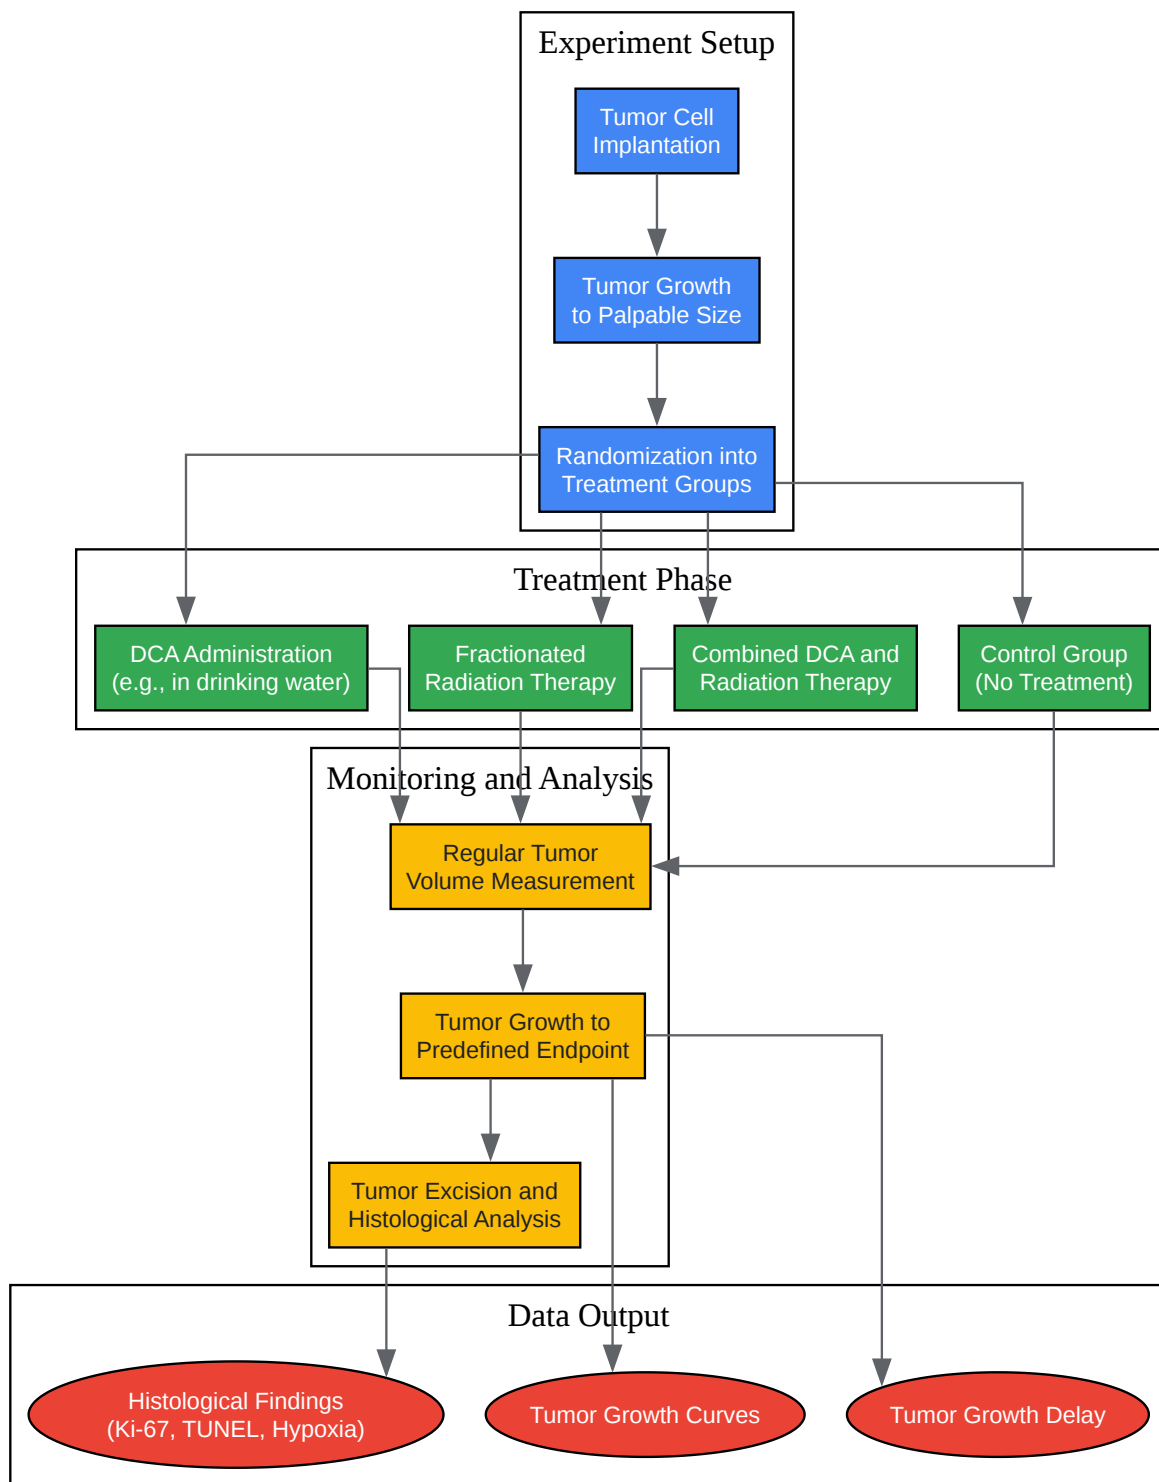 Experiment Setup
Tumor Cell
Implantation
Tumor Growth
to Palpable Size
Randomization into
Treatment Groups
Treatment Phase
DCA Administration
(e.g., in drinking water)
Fractionated
Radiation Therapy
Combined DCA and
Radiation Therapy
Control Group
(No Treatment)
Monitoring and Analysis
Regular Tumor
Volume Measurement
Tumor Growth to
Predefined Endpoint
Tumor Excision and
Histological Analysis
Data Output
Histological Findings
(Ki-67, TUNEL, Hypoxia)
Tumor Growth Curves
Tumor Growth Delay